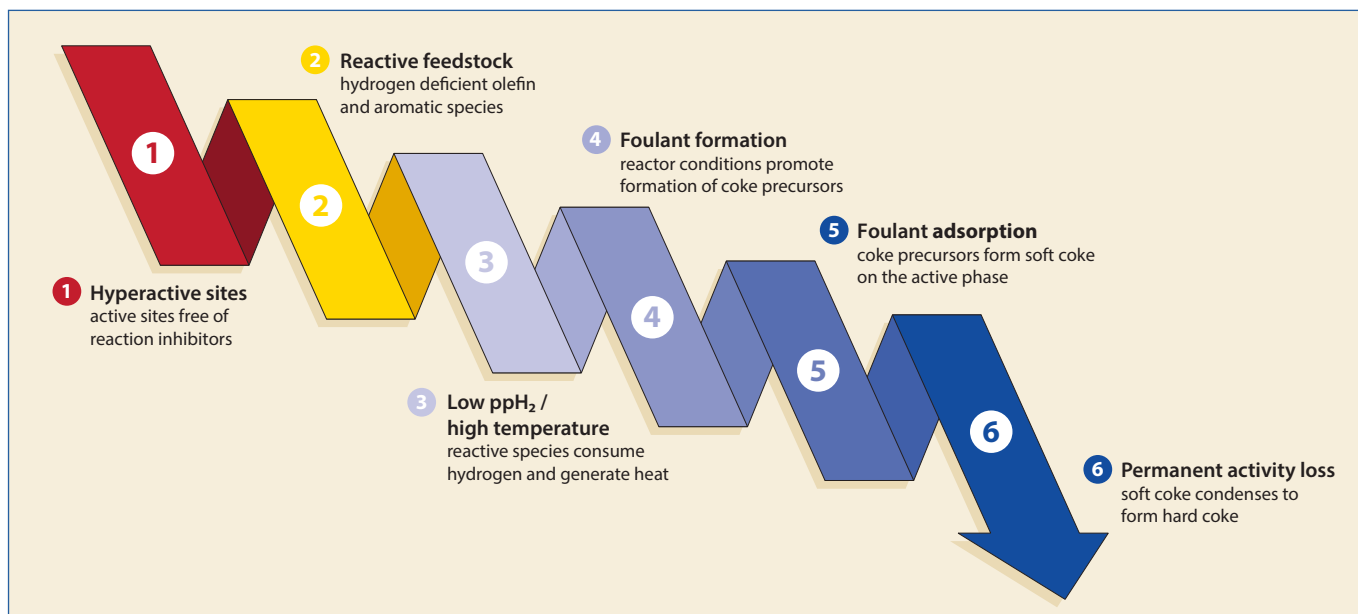 1
2
3
4
5
6
1 Hyperactive sites
active sites free of
reaction inhibitors
2 Reactive feedstock
hydrogen deficient olefin
and aromatic species
3 Low ppH₂ /
high temperature
reactive species consume
hydrogen and generate heat
4 Foulant formation
reactor conditions promote
formation of coke precursors
5 Foulant adsorption
coke precursors form soft coke
on the active phase
6 Permanent activity loss
soft coke condenses to
form hard coke